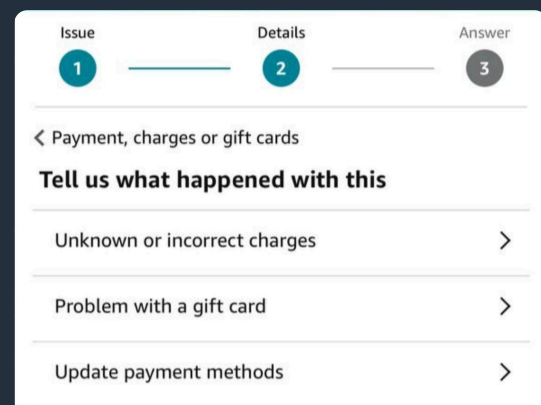 Issue Details Answer
1 2 3
Payment, charges or gift cards
Tell us what happened with this
Unknown or incorrect charges
Problem with a gift card
Update payment methods